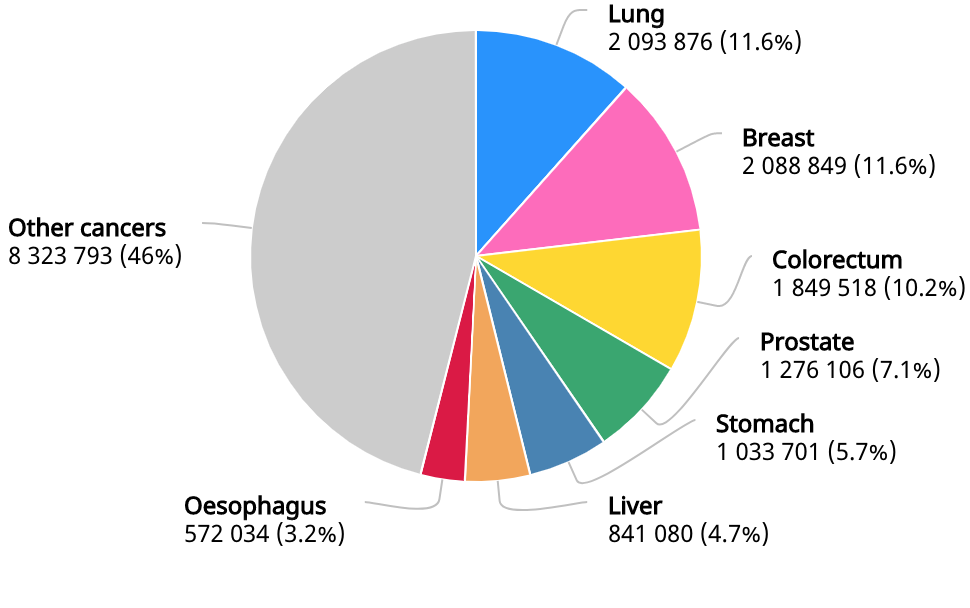 Lung
2 093 876 (11.6%)
Breast
2 088 849 (11.6%)
Colorectum
1 849 518 (10.2%)
Prostate
1 276 106 (7.1%)
Stomach
1 033 701 (5.7%)
Liver
841 080 (4.7%)
Oesophagus
572 034 (3.2%)
Other cancers
8 323 793 (46%)